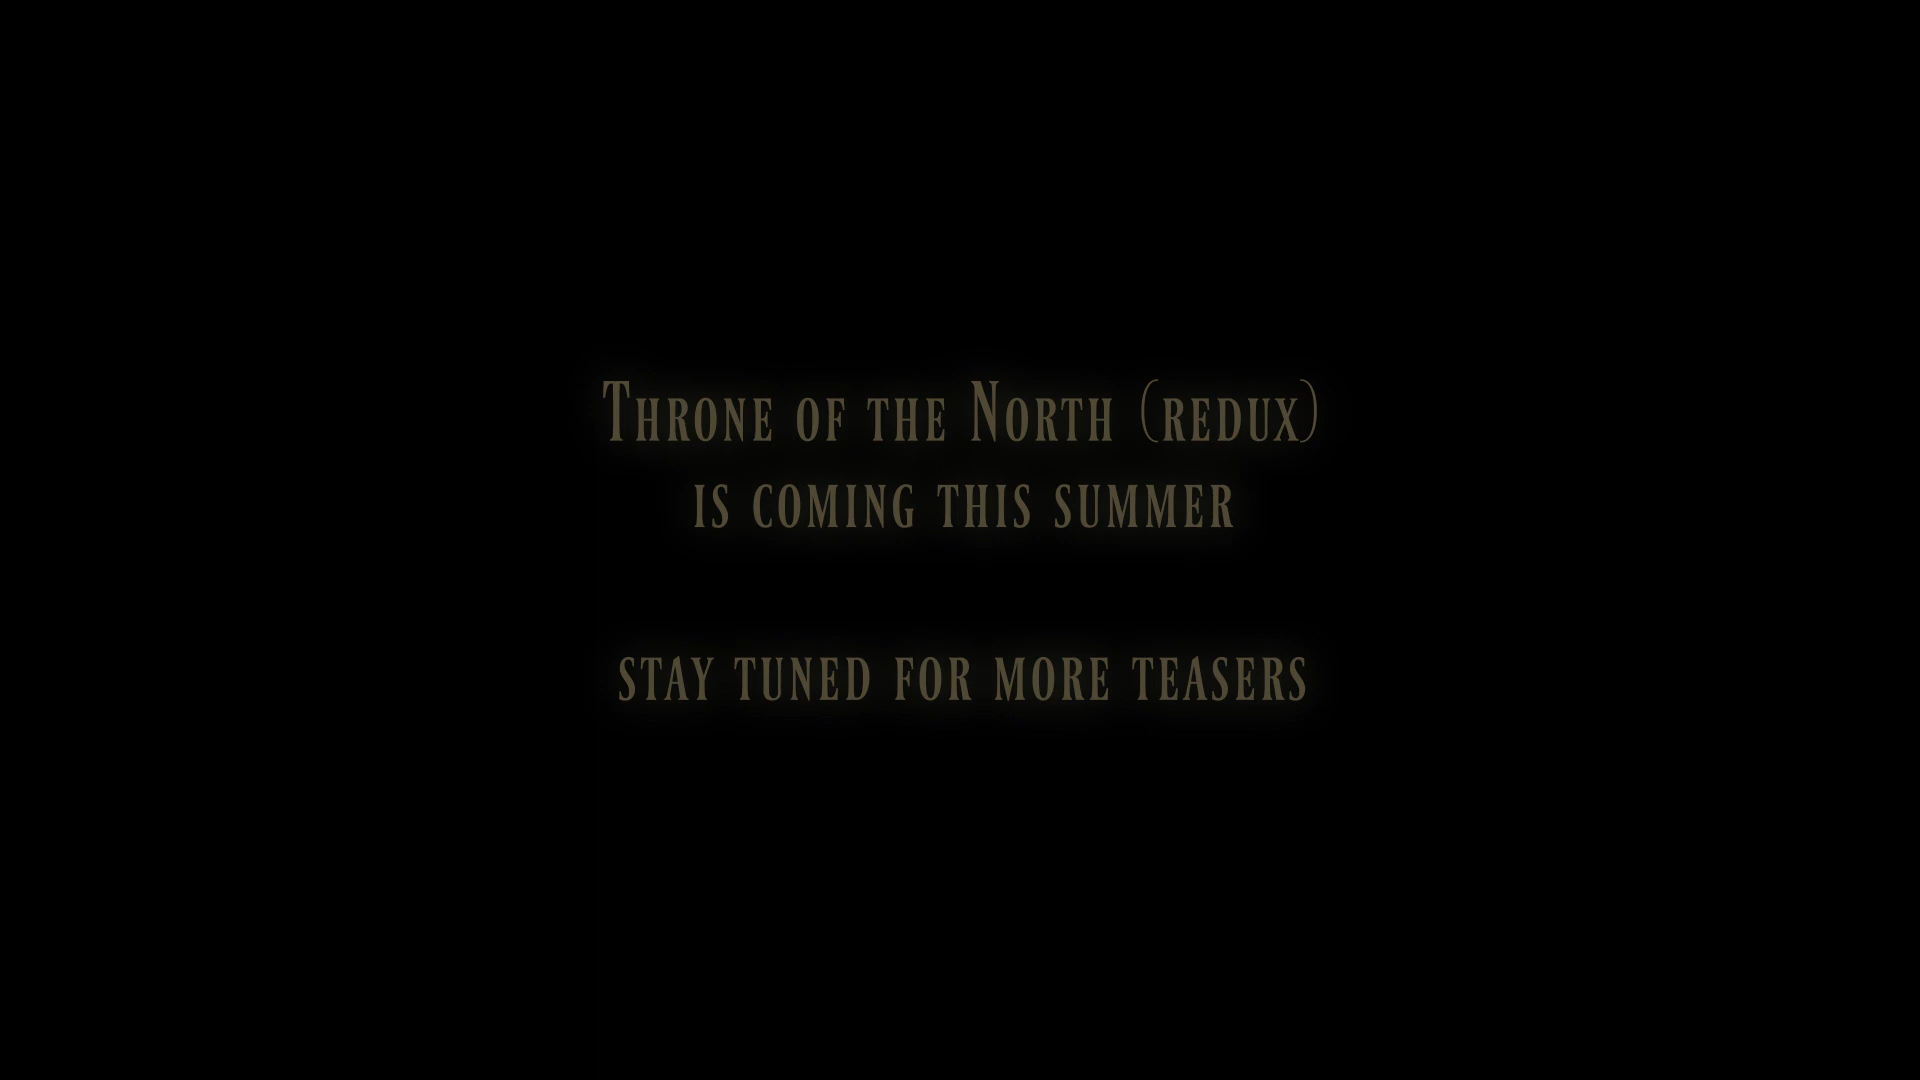 Throne of the North (redux)
is coming this summer
stay tuned for more teasers